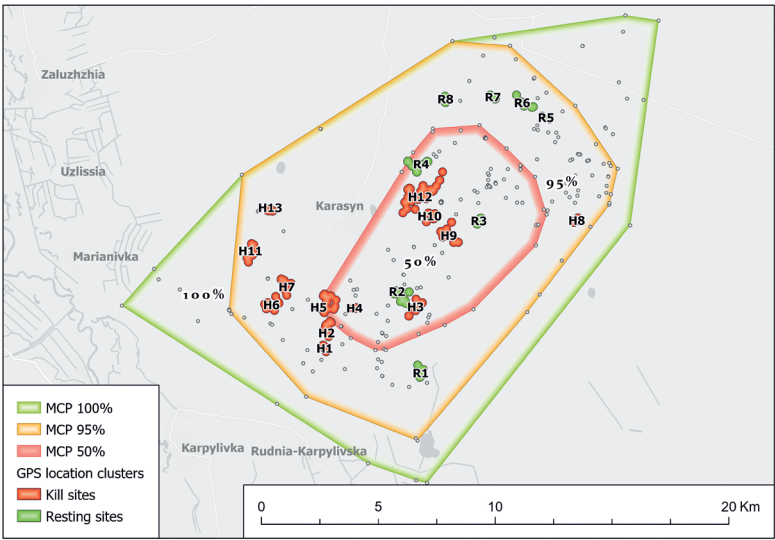 Zaluzhzhia
R8
R7
R6
R5
Uzlissia
R4
95%
H12
Karasyn
H13
H10
R3
H8
H9
Marianivka
H11
50%
H7
R2
100%
H6
H5
H4
H3
H2
H1
R1
MCP 100%
MCP 95%
MCP 50%
GPS location clusters
Kill sites
Resting sites
Karpylivka
Rudnia-Karpylivska
0
5
10
20 Km